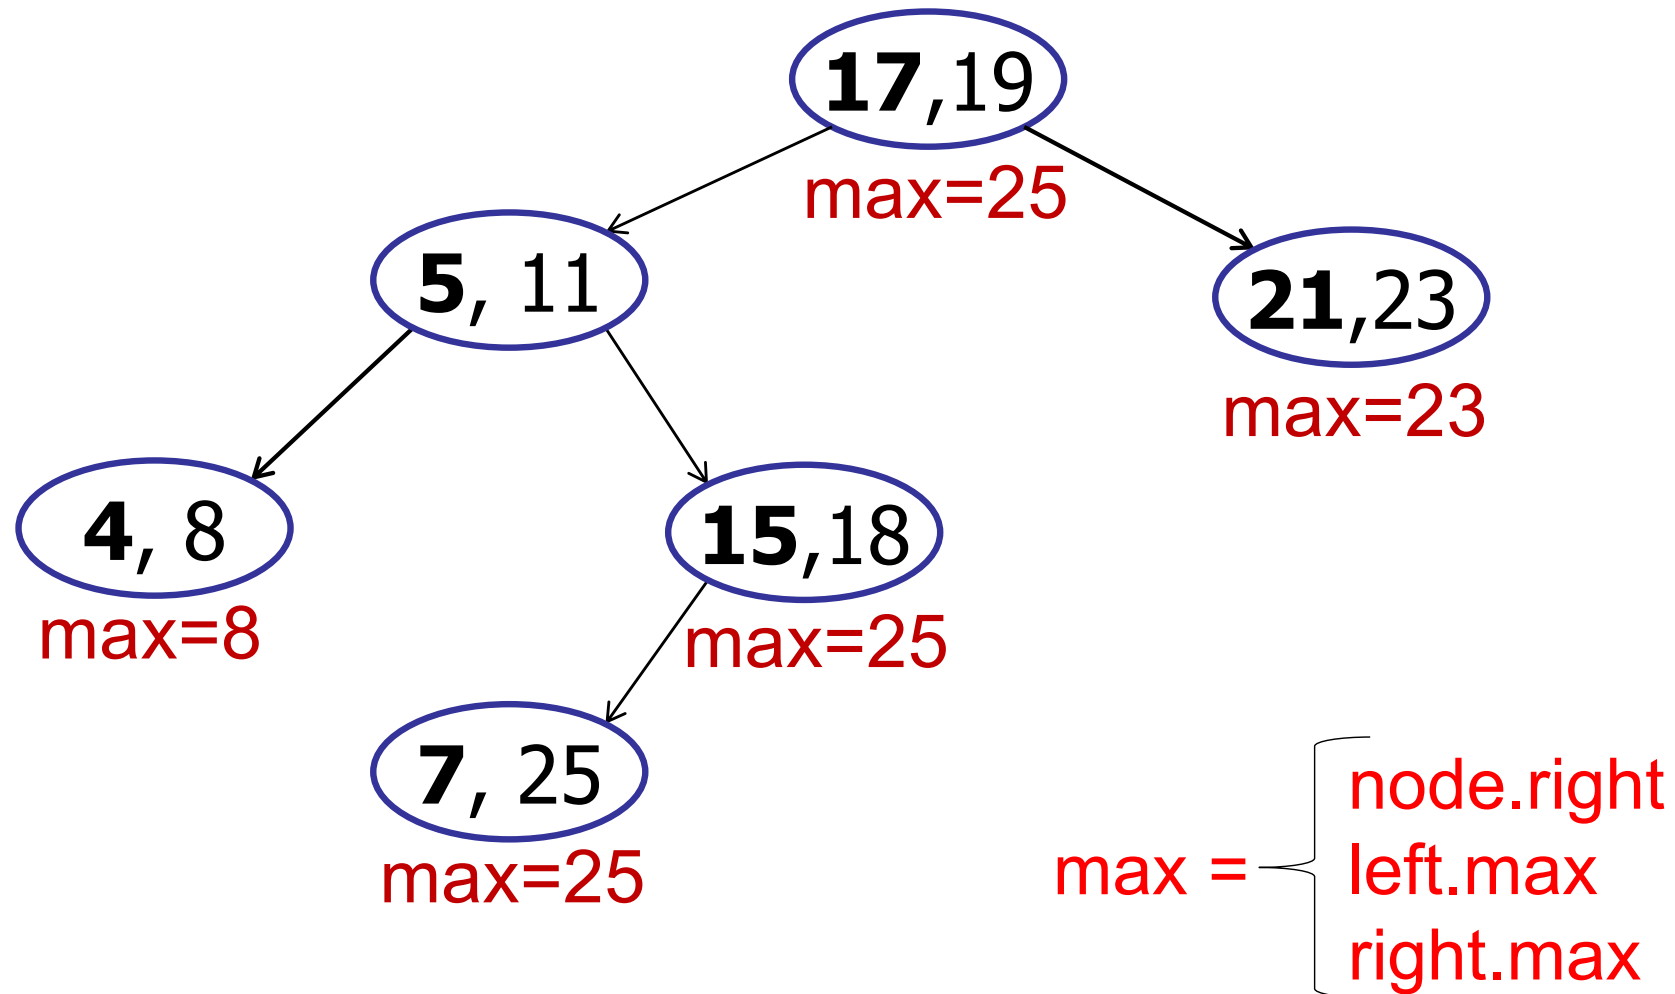 17,19
max=25
5, 11
21,23
max=23
4, 8
max=8
15,18
max=25
7, 25
max=25
max =
node.right
left.max
right.max